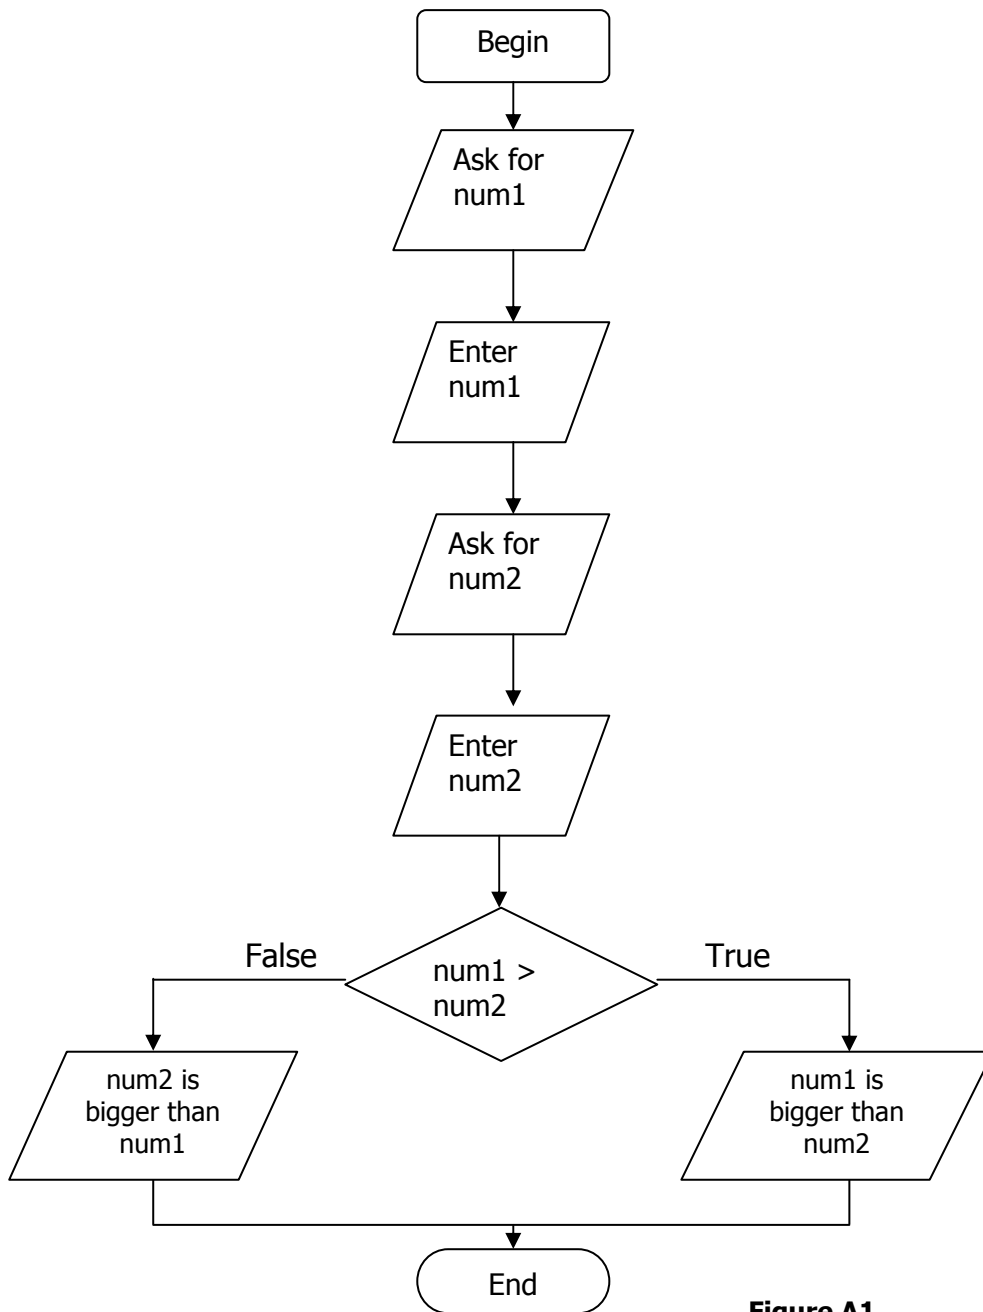 Begin
Ask for
num1
Enter
num1
Ask for
num2
Enter
num2
False
True
num1 >
num2
num2 is
bigger than
num1
num1 is
bigger than
num2
End
Figure A1